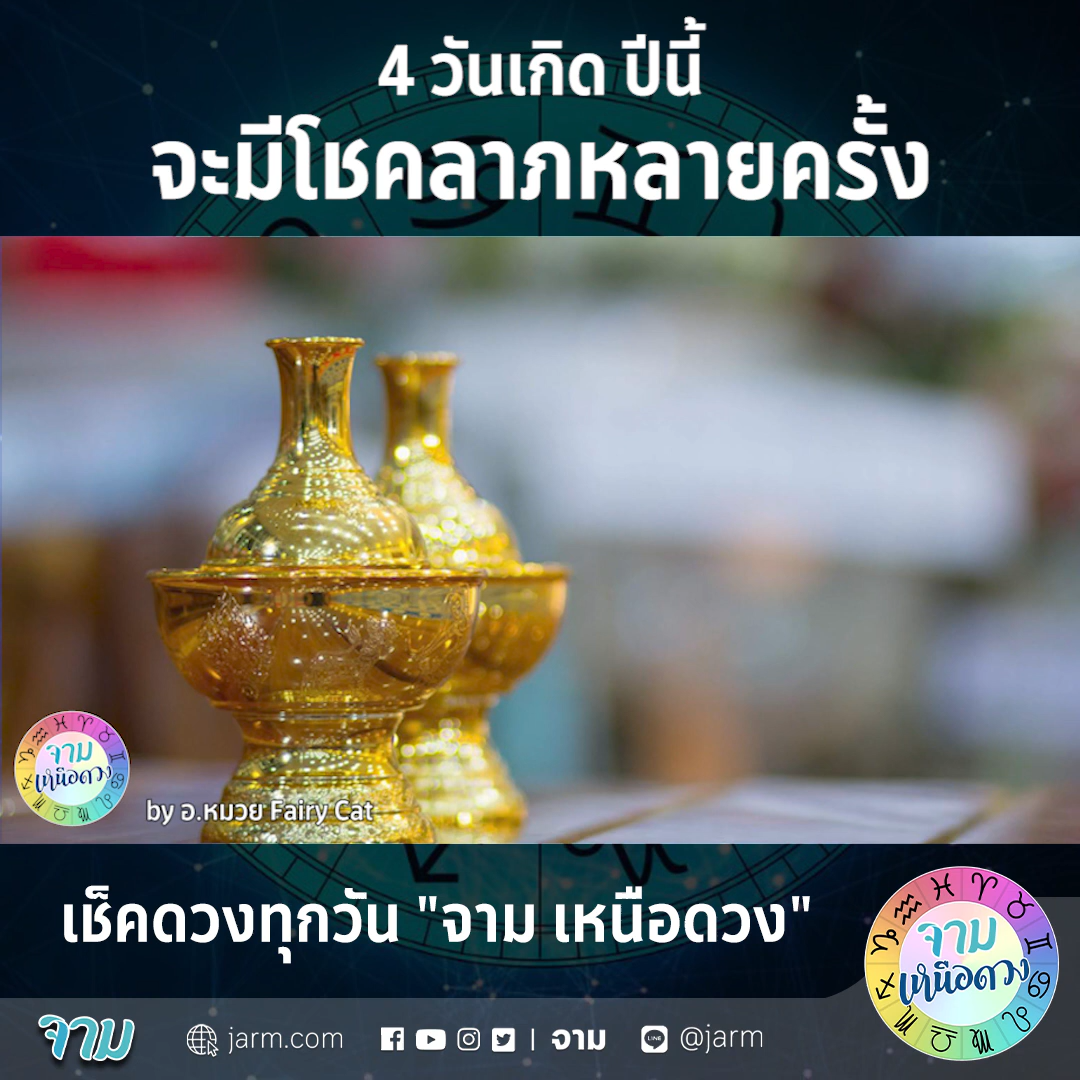 4 วันเกิด ปีนี้
จะมีโชคลาภหลายครั้ง
จาม
เหนือดวง
by อ.หมวย Fairy Cat
เช็คดวงทุกวัน "จาม เหนือดวง"
จาม
เหนือดวง
จาม jarm.com | จาม LINE @jarm